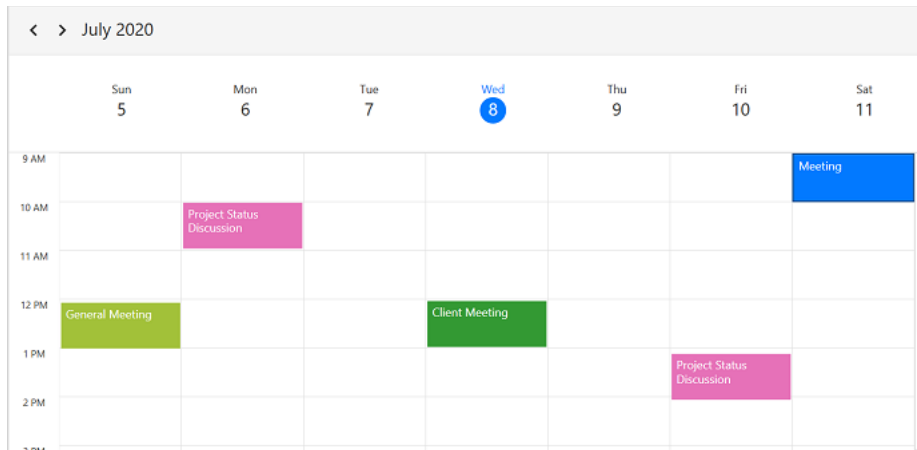 July 2020
Sun Mon Tue Wed Thu Fri Sat
5 6 7 8 9 10 11
9 AM
Meeting
10 AM
Project Status
Discussion
11 AM
12 PM
General Meeting
Client Meeting
1 PM
Project Status
Discussion
2 PM